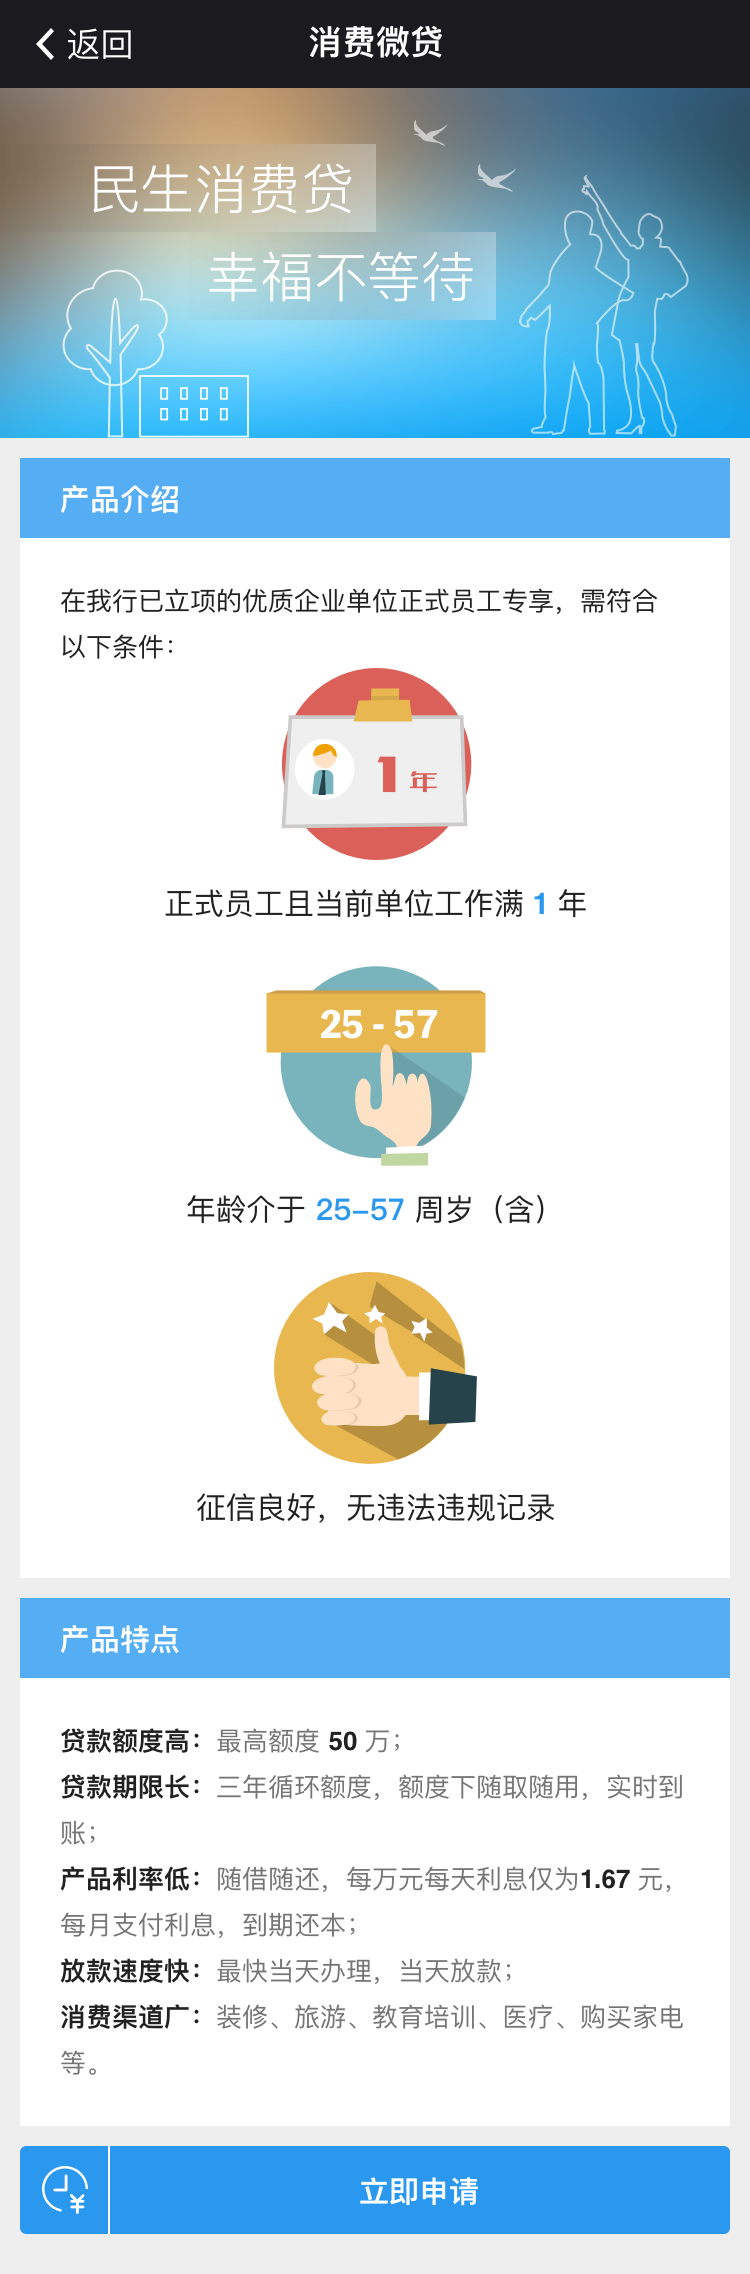 返回
消费微贷
民生消费贷
幸福不等待
产品介绍
在我行已立项的优质企业单位正式员工专享，需符合
以下条件：
1 年
正式员工且当前单位工作满 1 年
25 - 57
年龄介于 25–57 周岁（含）
征信良好，无违法违规记录
产品特点
贷款额度高：最高额度 50 万；
贷款期限长：三年循环额度，额度下随取随用，实时到
账；
产品利率低：随借随还，每万元每天利息仅为1.67 元，
每月支付利息，到期还本；
放款速度快：最快当天办理，当天放款；
消费渠道广：装修、旅游、教育培训、医疗、购买家电
等。
¥
立即申请